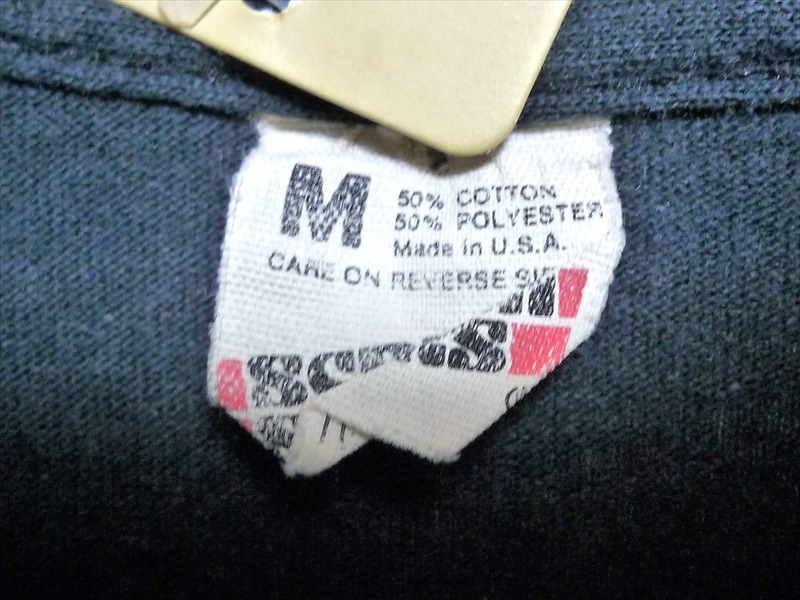 M
50% COTTON
50% POLYESTER
Made in U.S.A.
CARE ON REVERSE